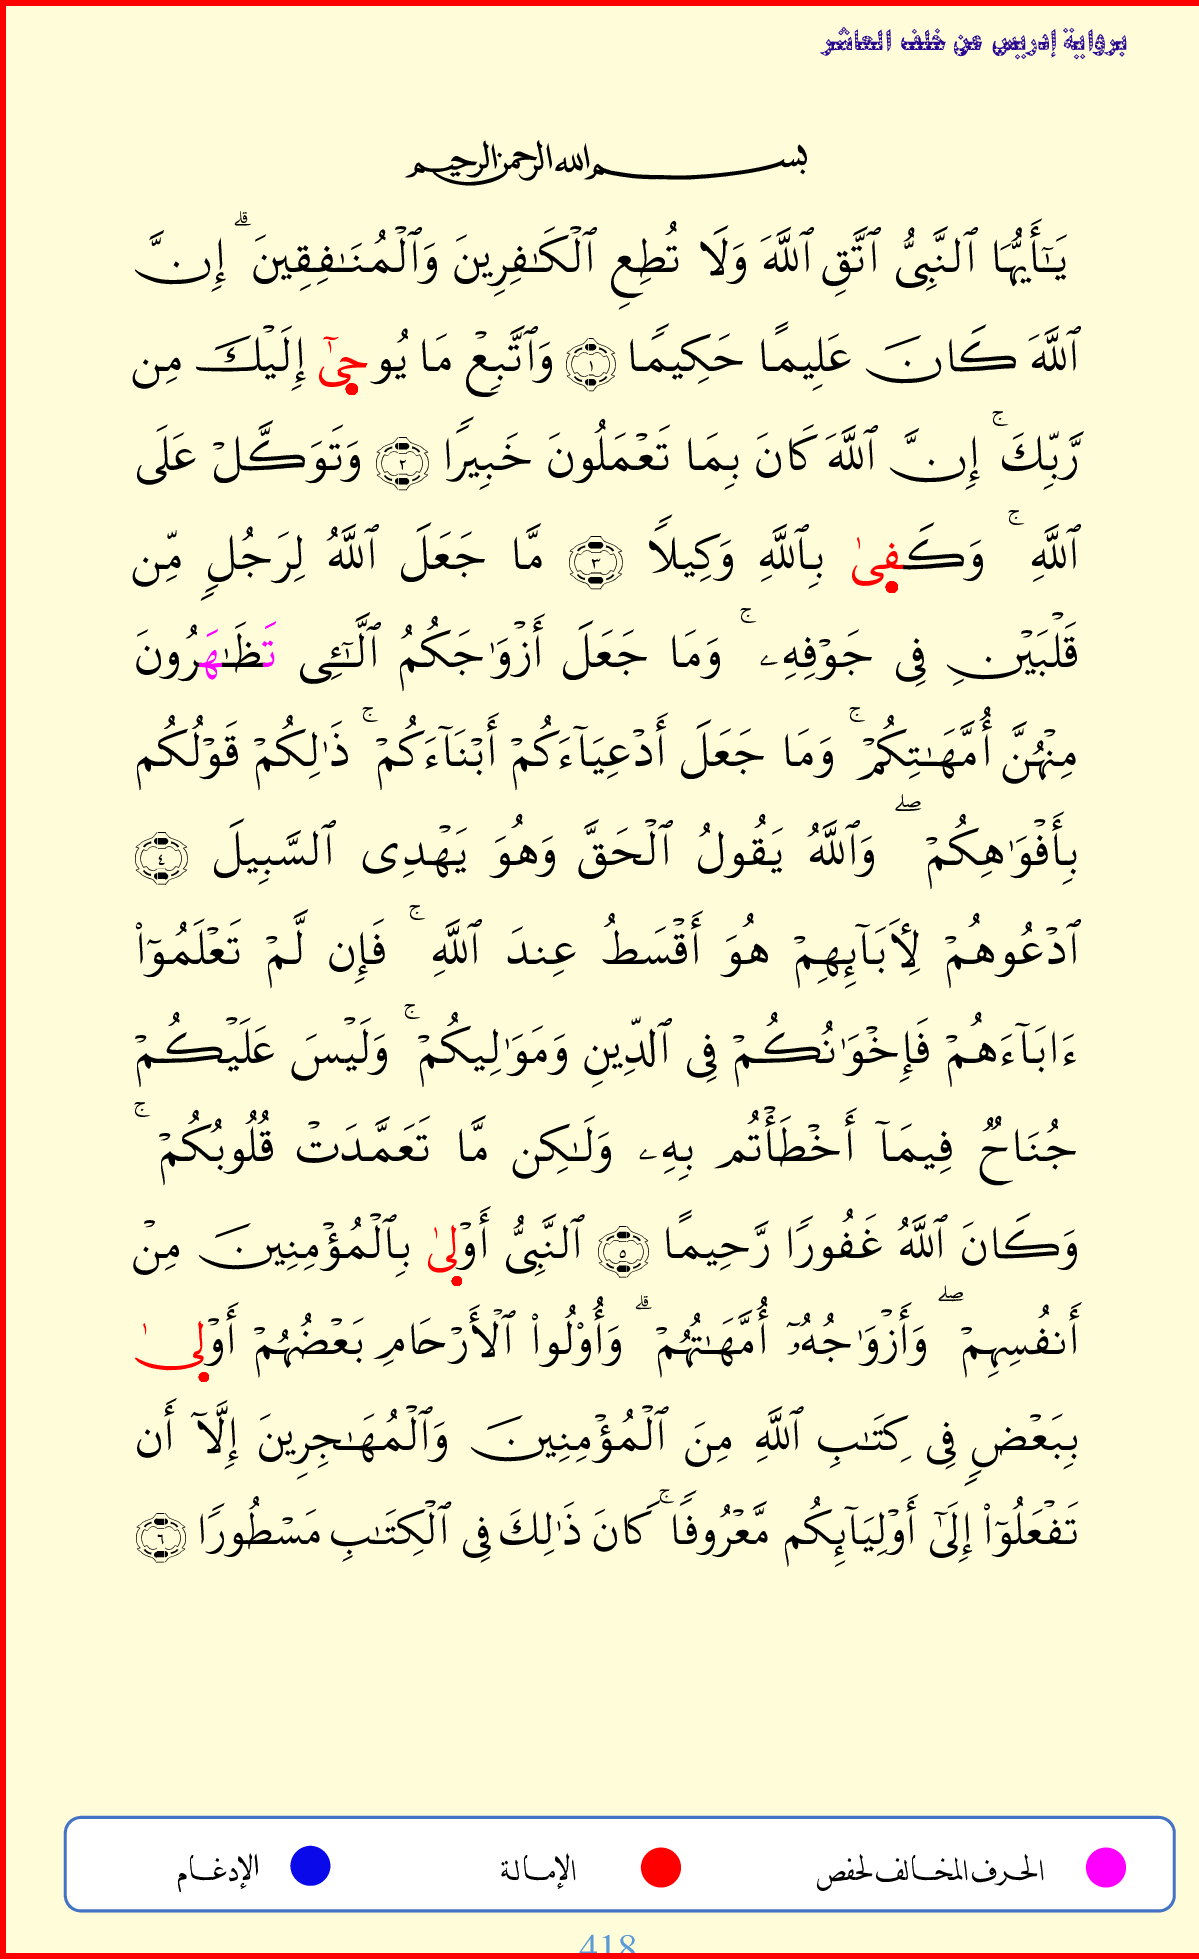 برواية إدريس عن خلف العاشر
بسم الله الرحمن الرحيم
يَـٰٓأَيُّهَا ٱلنَّبِىُّ ٱتَّقِ ٱللَّهَ وَلَا تُطِعِ ٱلْكَـٰفِرِينَ وَٱلْمُنَـٰفِقِينَ ۗ إِنَّ
ٱللَّهَ كَانَ عَلِيمًا حَكِيمًا ١ وَٱتَّبِعْ مَا يُوحِىٰٓ إِلَيْكَ مِن
رَّبِّكَ ۚ إِنَّ ٱللَّهَ كَانَ بِمَا تَعْمَلُونَ خَبِيرًا ٢ وَتَوَكَّلْ عَلَى
ٱللَّهِ ۚ وَكَفىٰ بِٱللَّهِ وَكِيلًا ٣ مَّا جَعَلَ ٱللَّهُ لِرَجُلٍ مِّن
قَلْبَيْنِ فِى جَوْفِهِۦ ۚ وَمَا جَعَلَ أَزْوَٰجَكُمُ ٱلَّـٰٓـِٔى تَظَـٰهَرُونَ
مِنْهُنَّ أُمَّهَـٰتِكُمْ ۚ وَمَا جَعَلَ أَدْعِيَآءَكُمْ أَبْنَآءَكُمْ ۚ ذَٰلِكُمْ قَوْلُكُم
بِأَفْوَٰهِكُمْ ۖ وَٱللَّهُ يَقُولُ ٱلْحَقَّ وَهُوَ يَهْدِى ٱلسَّبِيلَ ٤
ٱدْعُوهُمْ لِأَبَآئِهِمْ هُوَ أَقْسَطُ عِندَ ٱللَّهِ ۚ فَإِن لَّمْ تَعْلَمُوٓا۟
ءَابَآءَهُمْ فَإِخْوَٰنُكُمْ فِى ٱلدِّينِ وَمَوَٰلِيكُمْ ۚ وَلَيْسَ عَلَيْكُمْ
جُنَاحٌ فِيمَآ أَخْطَأْتُم بِهِۦ وَلَـٰكِن مَّا تَعَمَّدَتْ قُلُوبُكُمْ ۚ
وَكَانَ ٱللَّهُ غَفُورًا رَّحِيمًا ٥ ٱلنَّبِىُّ أَوْلىٰ بِٱلْمُؤْمِنِينَ مِنْ
أَنفُسِهِمْ ۖ وَأَزْوَٰجُهُۥٓ أُمَّهَـٰتُهُمْ ۗ وَأُو۟لُوا۟ ٱلْأَرْحَامِ بَعْضُهُمْ أَوْلىٰ
بِبَعْضٍ فِى كِتَـٰبِ ٱللَّهِ مِنَ ٱلْمُؤْمِنِينَ وَٱلْمُهَـٰجِرِينَ إِلَّآ أَن
تَفْعَلُوٓا۟ إِلَىٰٓ أَوْلِيَآئِكُم مَّعْرُوفًا ۚ كَانَ ذَٰلِكَ فِى ٱلْكِتَـٰبِ مَسْطُورًا ٦
الحرف المخالف لحفص الإمالة الإدغام
418